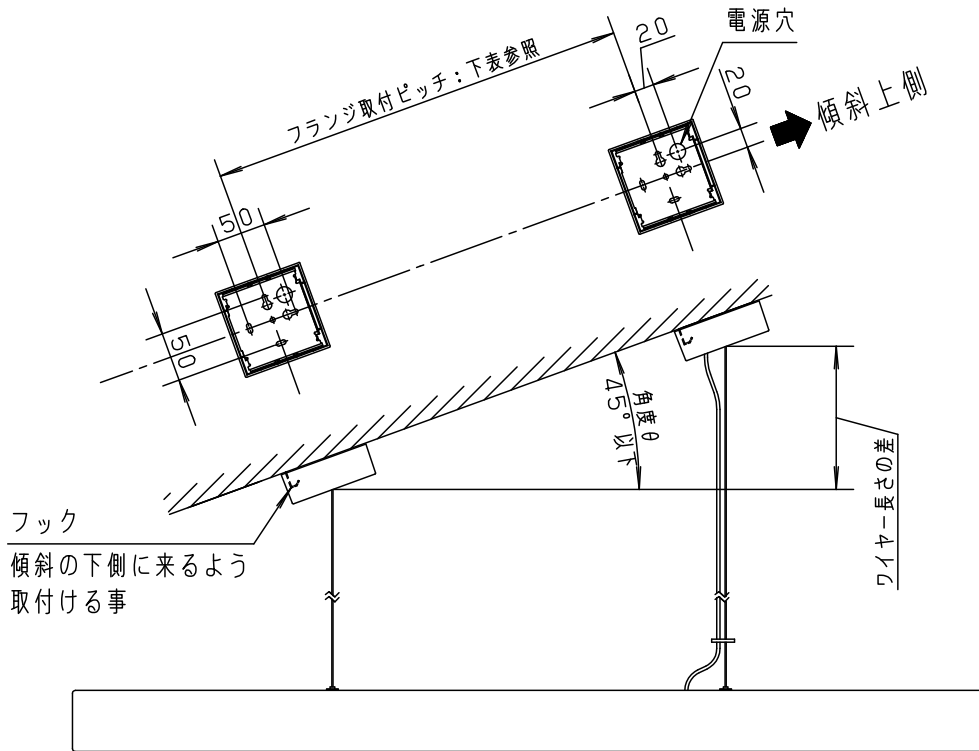 電源穴
20
20
フランジ取付ピッチ：下表参照
傾斜上側
50
50
角度θ
45°以下
ワイヤー長さの差
フック
傾斜の下側に来るよう
取付ける事